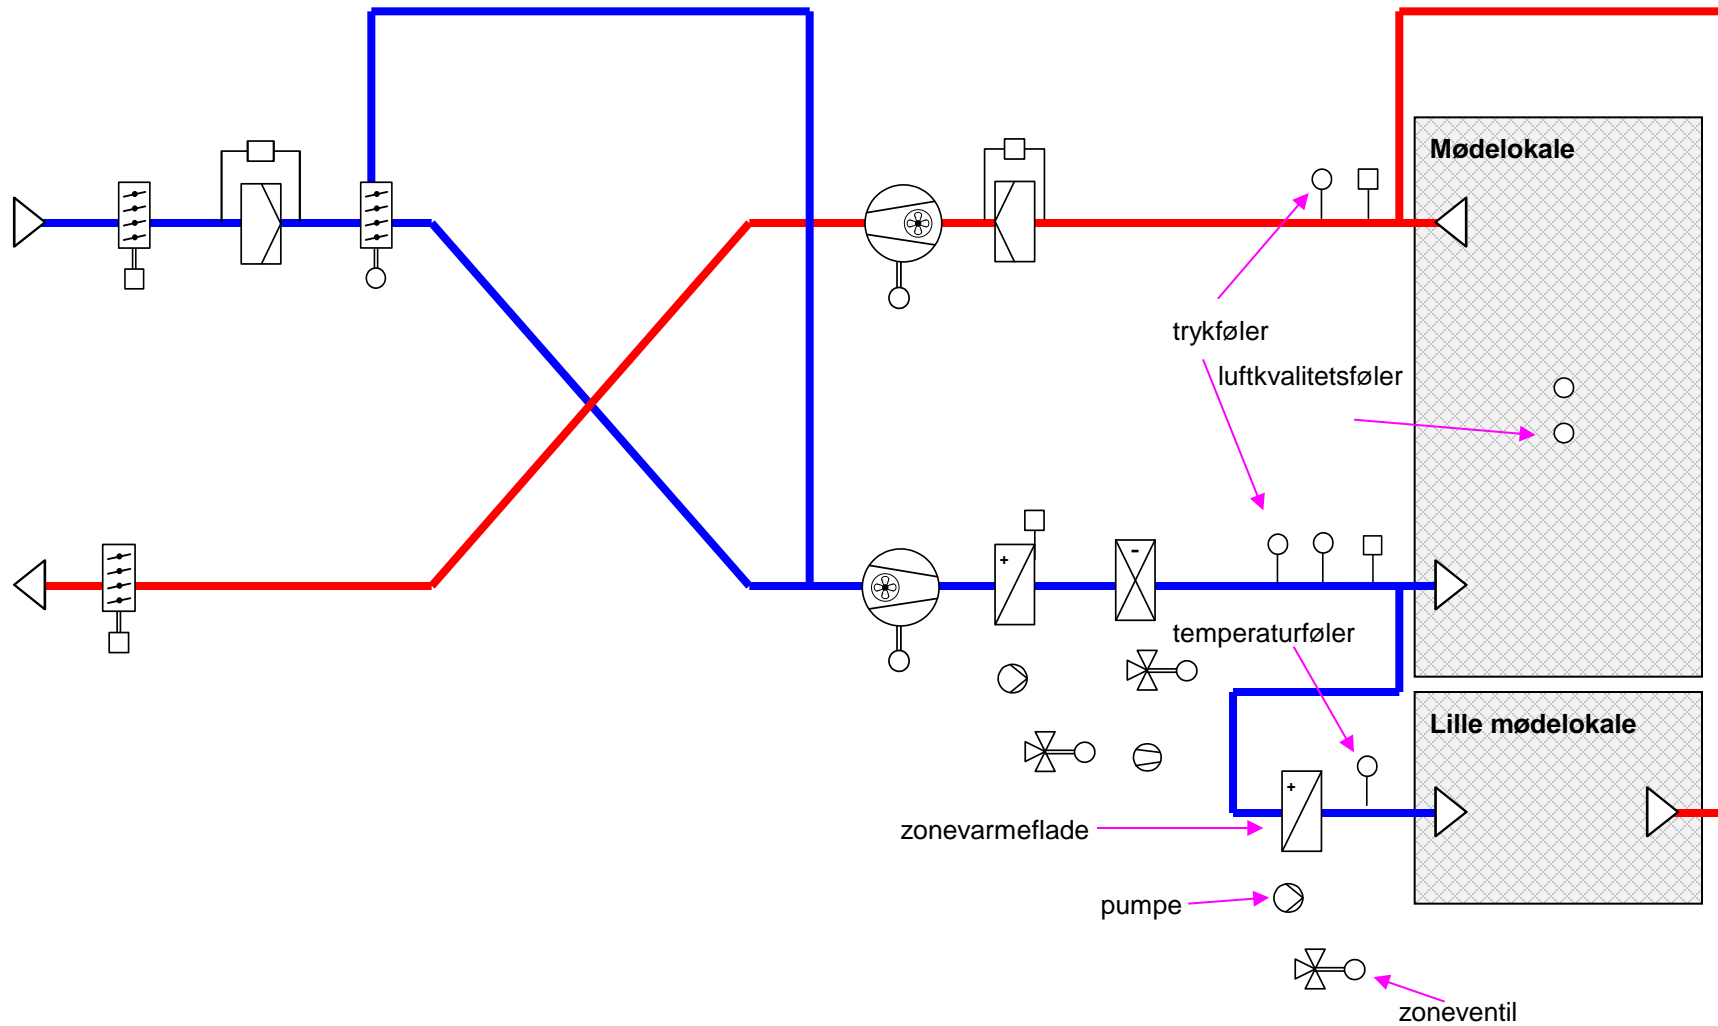 Mødelokale
trykføler
luftkvalitetsføler
temperaturføler
Lille mødelokale
zonevarmeflade
pumpe
zoneventil